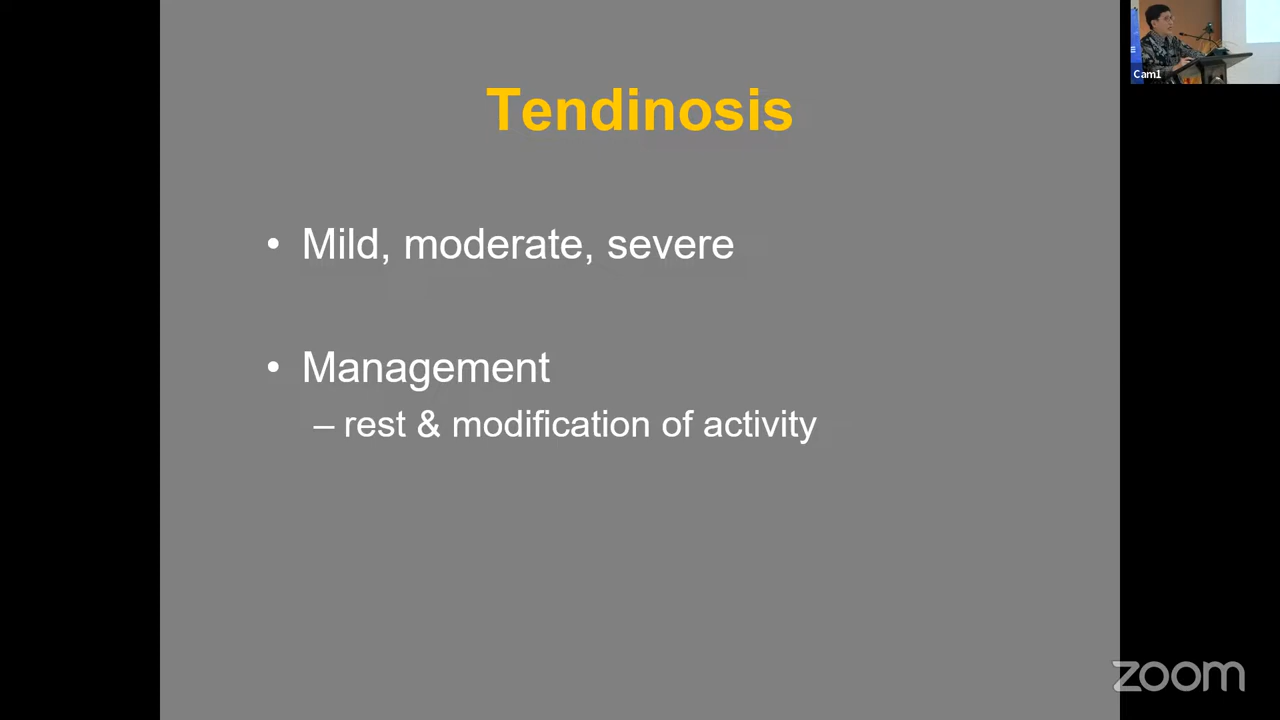 Tendinosis
• Mild, moderate, severe
• Management
– rest & modification of activity
Cam1
zoom